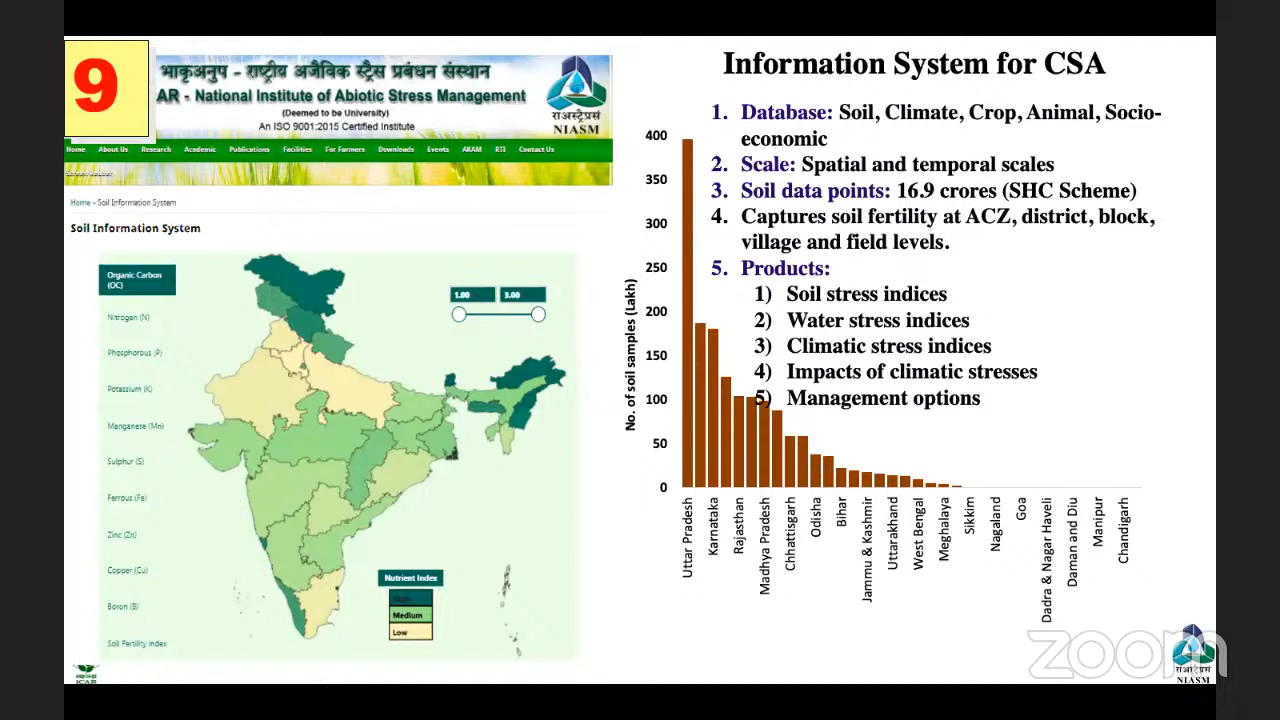 9
भाकृअनुप - राष्ट्रीय अजैविक स्ट्रैस प्रबंधन संस्थान
AR - National Institute of Abiotic Stress Management
(Deemed to be University)
An ISO 9001:2015 Certified Institute
राअस्ट्रैप्रसं
NIASM
Home About Us Research Academic Publications Facilities For Farmers Downloads Events AKAM RTI Contact Us
Screen Reader
Home » Soil Information System
Soil Information System
Organic Carbon
(OC)
Nitrogen (N)
Phosphorous (P)
Potassium (K)
Manganese (Mn)
Sulphur (S)
Ferrous (Fe)
Zinc (Zn)
Copper (Cu)
Boron (B)
Soil Fertility Index
1.00 3.00
Nutrient Index
High
Medium
Low
ICAR
Information System for CSA
1. Database: Soil, Climate, Crop, Animal, Socio-
economic
2. Scale: Spatial and temporal scales
3. Soil data points: 16.9 crores (SHC Scheme)
4. Captures soil fertility at ACZ, district, block,
village and field levels.
5. Products:
1) Soil stress indices
2) Water stress indices
3) Climatic stress indices
4) Impacts of climatic stresses
5) Management options
No. of soil samples (Lakh)
400
350
300
250
200
150
100
50
0
Uttar Pradesh
Karnataka
Rajasthan
Madhya Pradesh
Chhattisgarh
Odisha
Bihar
Jammu & Kashmir
Uttarakhand
West Bengal
Meghalaya
Sikkim
Nagaland
Goa
Dadra & Nagar Haveli
Daman and Diu
Manipur
Chandigarh
zoom
राअस्ट्रैप्रसं
NIASM